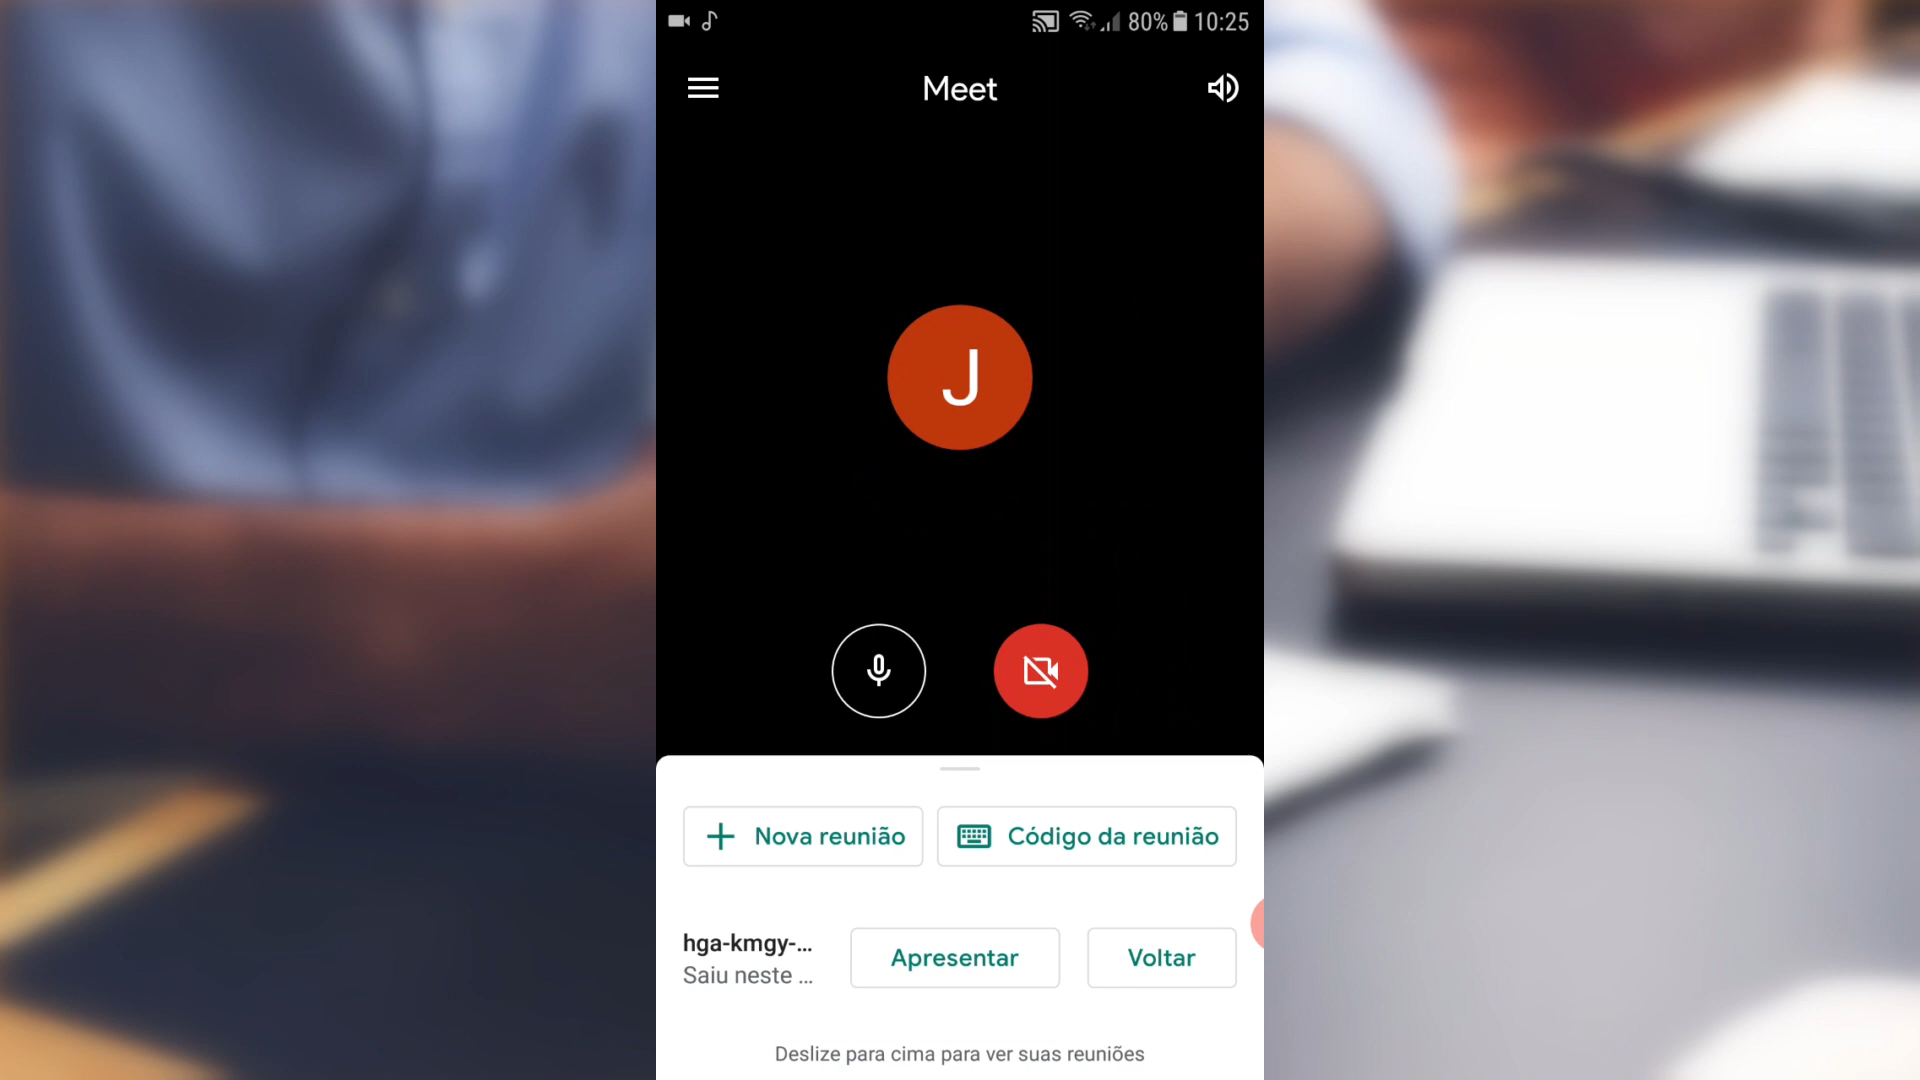 80% 10:25
Meet
J
Nova reunião
Código da reunião
hga-kmgy-...
Saiu neste ...
Apresentar
Voltar
Deslize para cima para ver suas reuniões